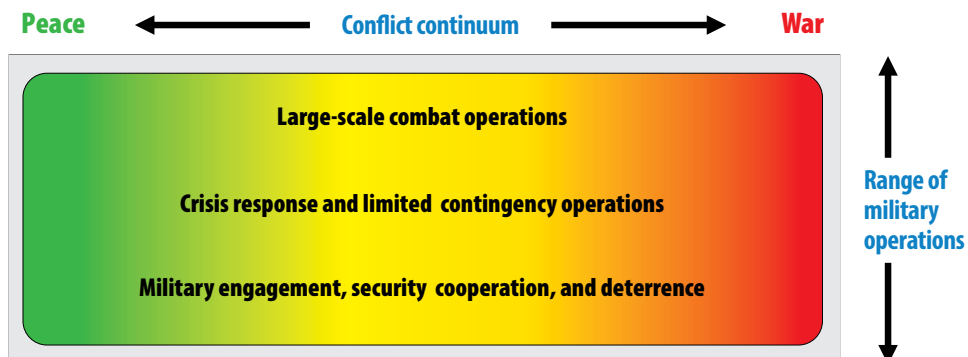 Peace Conflict continuum War
Large-scale combat operations
Crisis response and limited contingency operations
Military engagement, security cooperation, and deterrence
Range of
military
operations